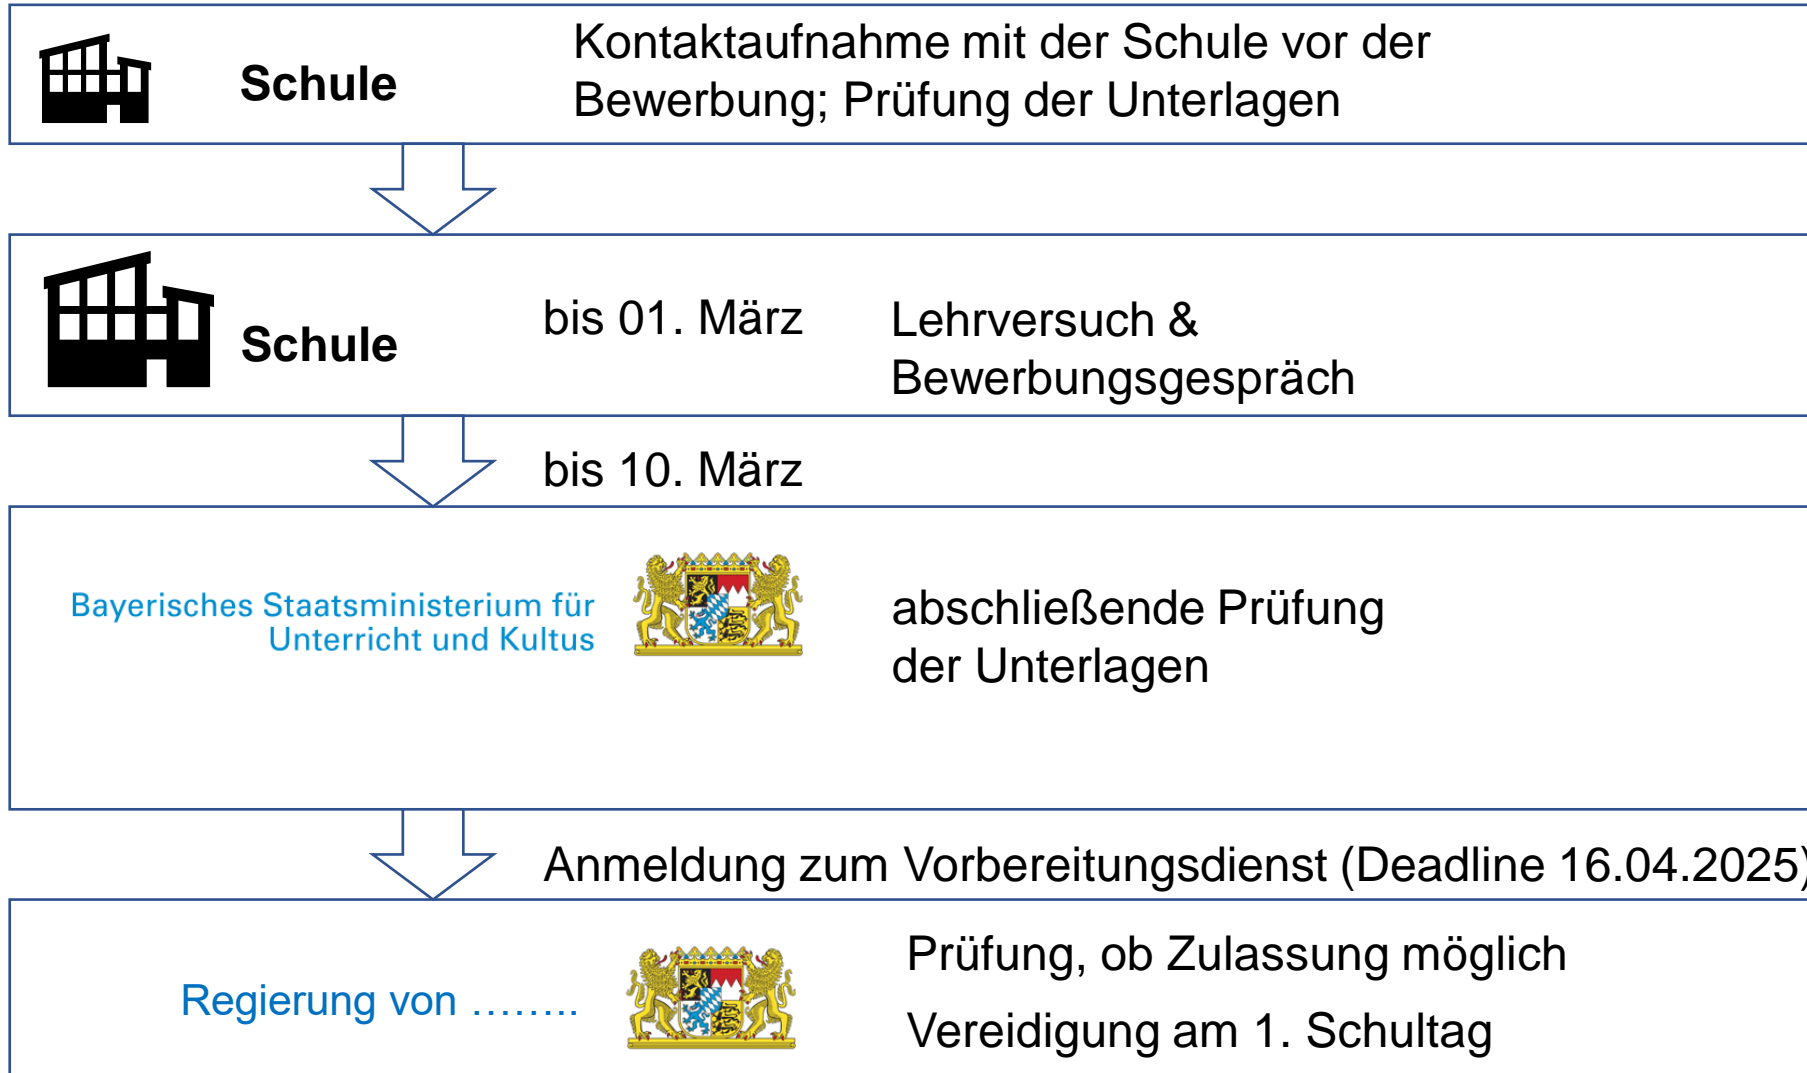 Schule
Kontaktaufnahme mit der Schule vor der
Bewerbung; Prüfung der Unterlagen
Schule
bis 01. März
Lehrversuch &
Bewerbungsgespräch
bis 10. März
Bayerisches Staatsministerium für
Unterricht und Kultus
abschließende Prüfung
der Unterlagen
Anmeldung zum Vorbereitungsdienst (Deadline 16.04.2025)
Regierung von ……..
Prüfung, ob Zulassung möglich
Vereidigung am 1. Schultag